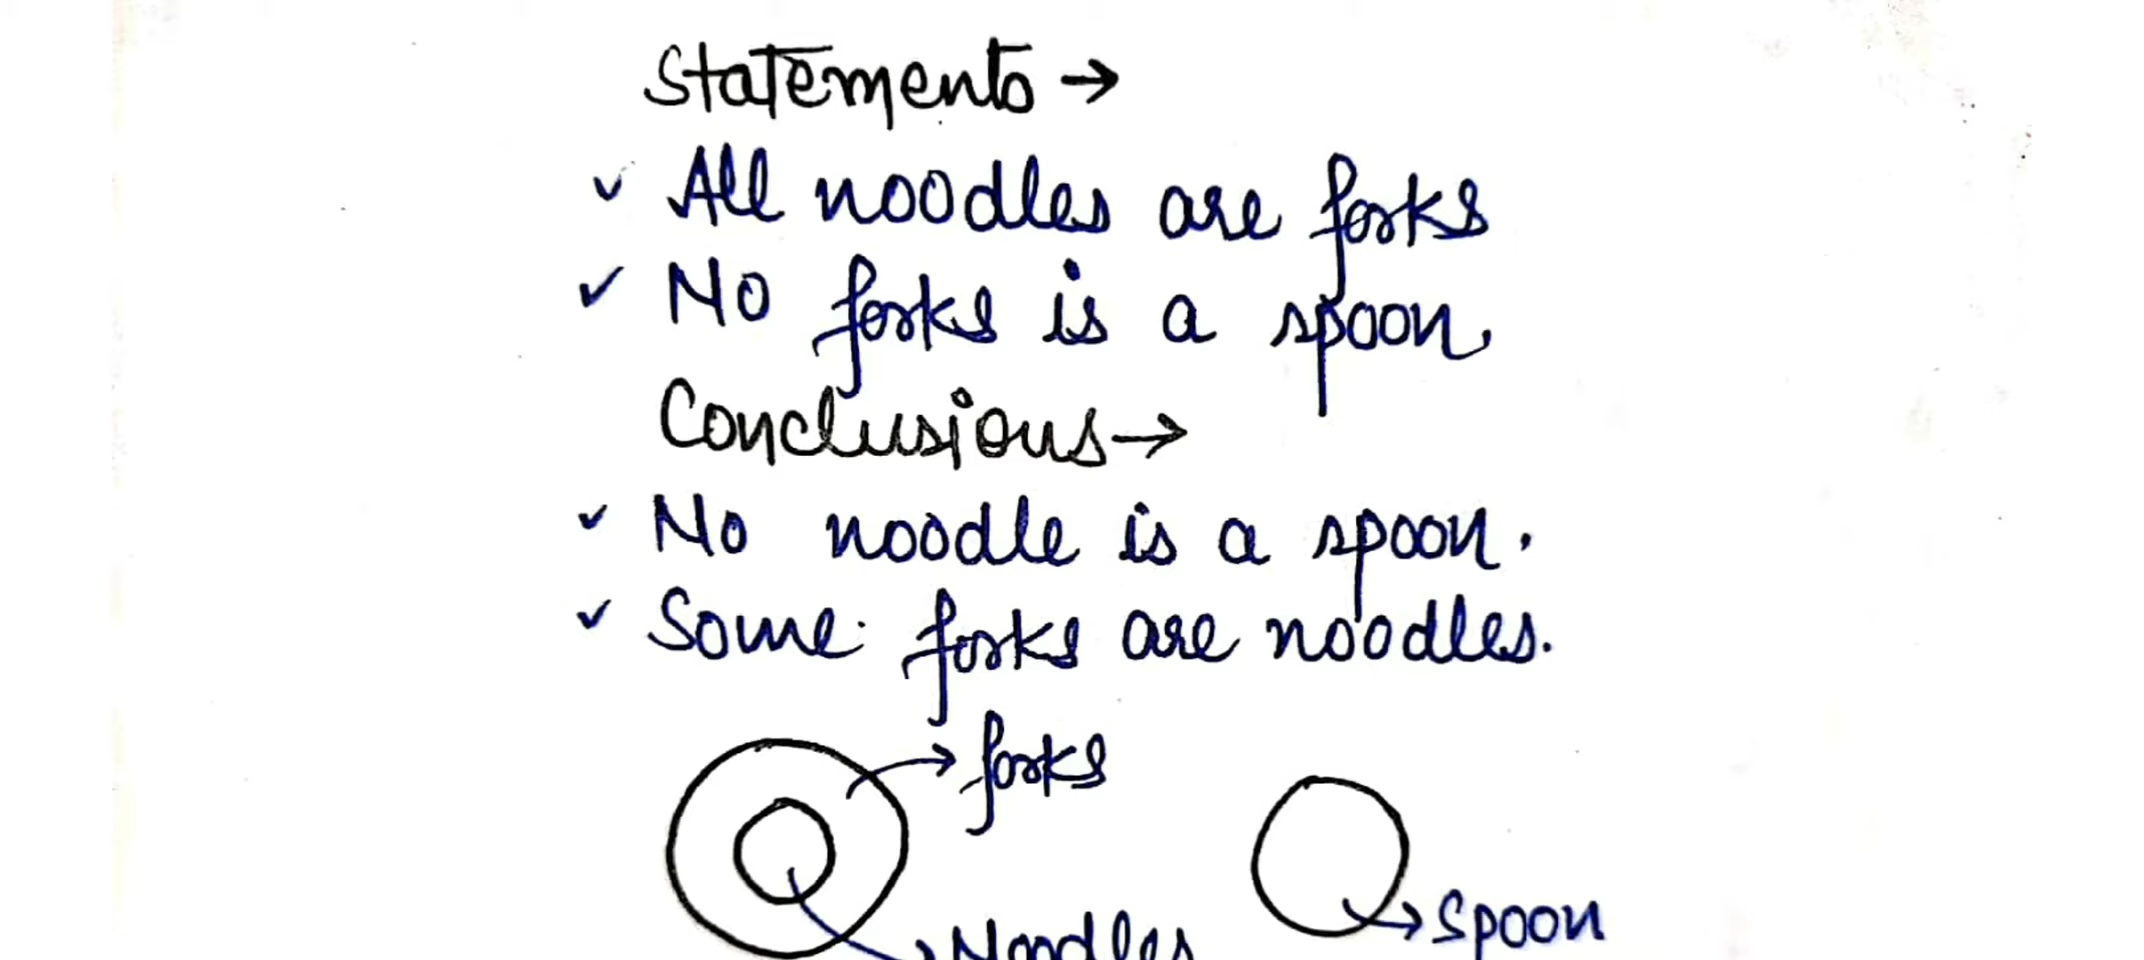 Statements →
✓ All noodles are forks
✓ No forks is a spoon.
Conclusions →
✓ No noodle is a spoon.
✓ Some forks are noodles.
→ forks
→ Noodles
→ Spoon